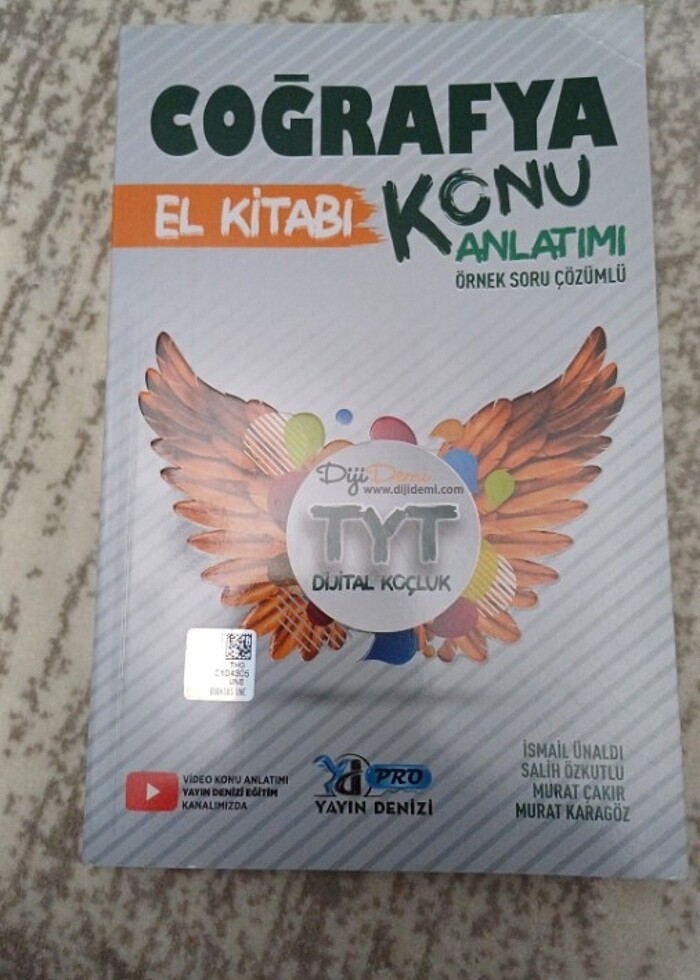 COĞRAFYA
EL KİTABI
KONU
ANLATIMI
ÖRNEK SORU ÇÖZÜMLÜ
DijiDemi
www.dijidemi.com
TYT
DİJİTAL KOÇLUK
VİDEO KONU ANLATIMI
YAYIN DENİZİ EĞİTİM
KANALIMIZDA
yd PRO
YAYIN DENİZİ
İSMAİL ÜNALDI
SALİH ÖZKUTLU
MURAT ÇAKIR
MURAT KARAGÖZ